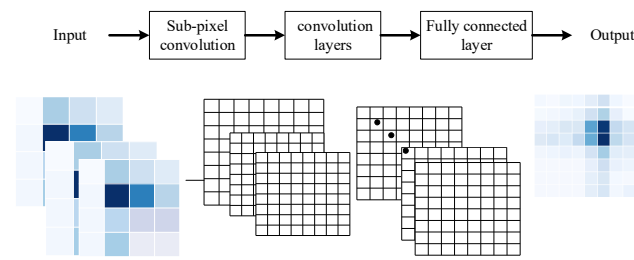 Input
Sub-pixel
convolution
convolution
layers
Fully connected
layer
Output